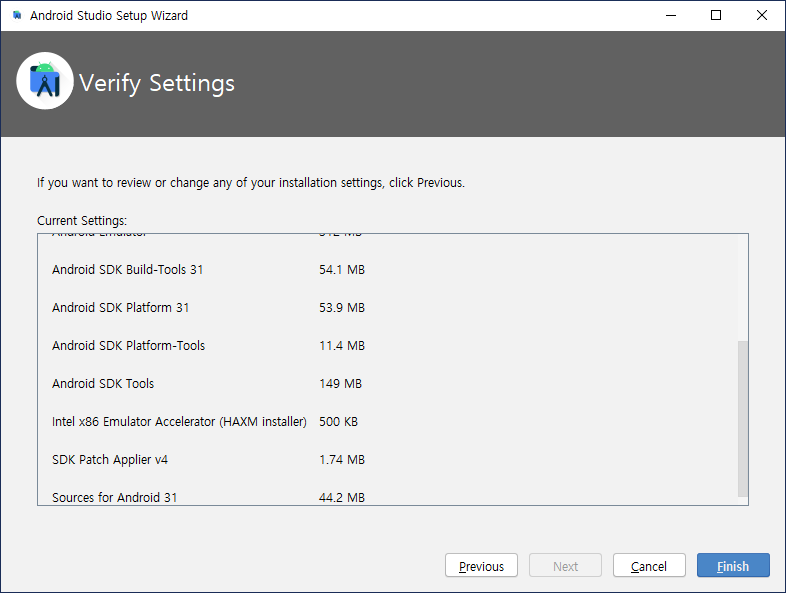 Android Studio Setup Wizard
Verify Settings
If you want to review or change any of your installation settings, click Previous.
Current Settings:
Android Emulator 312 MB
Android SDK Build-Tools 31 54.1 MB
Android SDK Platform 31 53.9 MB
Android SDK Platform-Tools 11.4 MB
Android SDK Tools 149 MB
Intel x86 Emulator Accelerator (HAXM installer) 500 KB
SDK Patch Applier v4 1.74 MB
Sources for Android 31 44.2 MB
Previous Next Cancel Finish